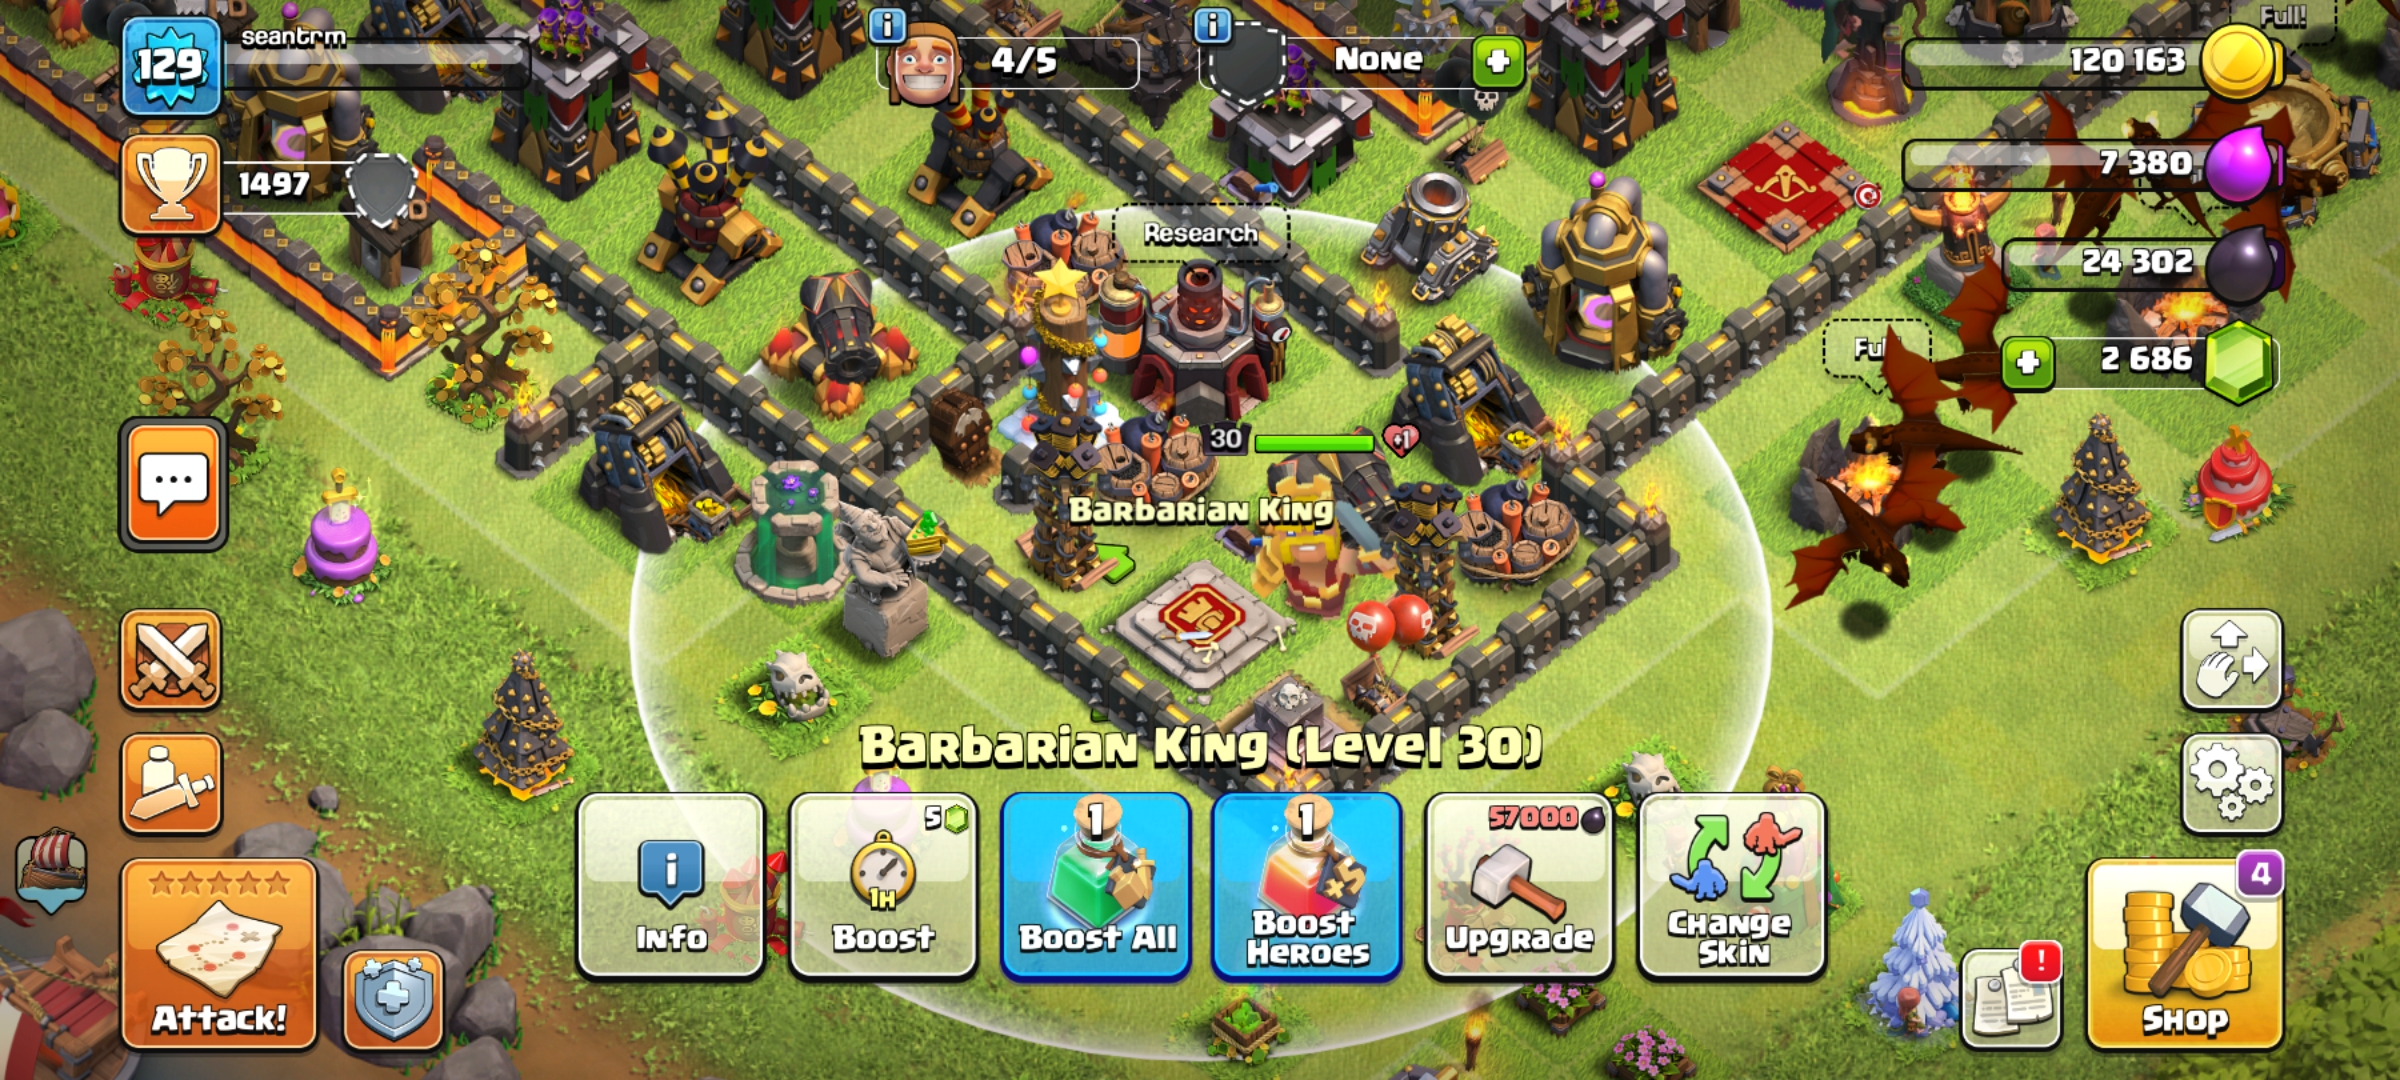 129
seantrm
4/5
None
Full!
120 163
1497
7 380
Research
24 302
2 686
30
+1
Barbarian King
Barbarian King (Level 30)
Info
5
1H
Boost
1
Boost All
1
x5
Boost
Heroes
57000
Upgrade
Change
Skin
Attack!
!
4
Shop